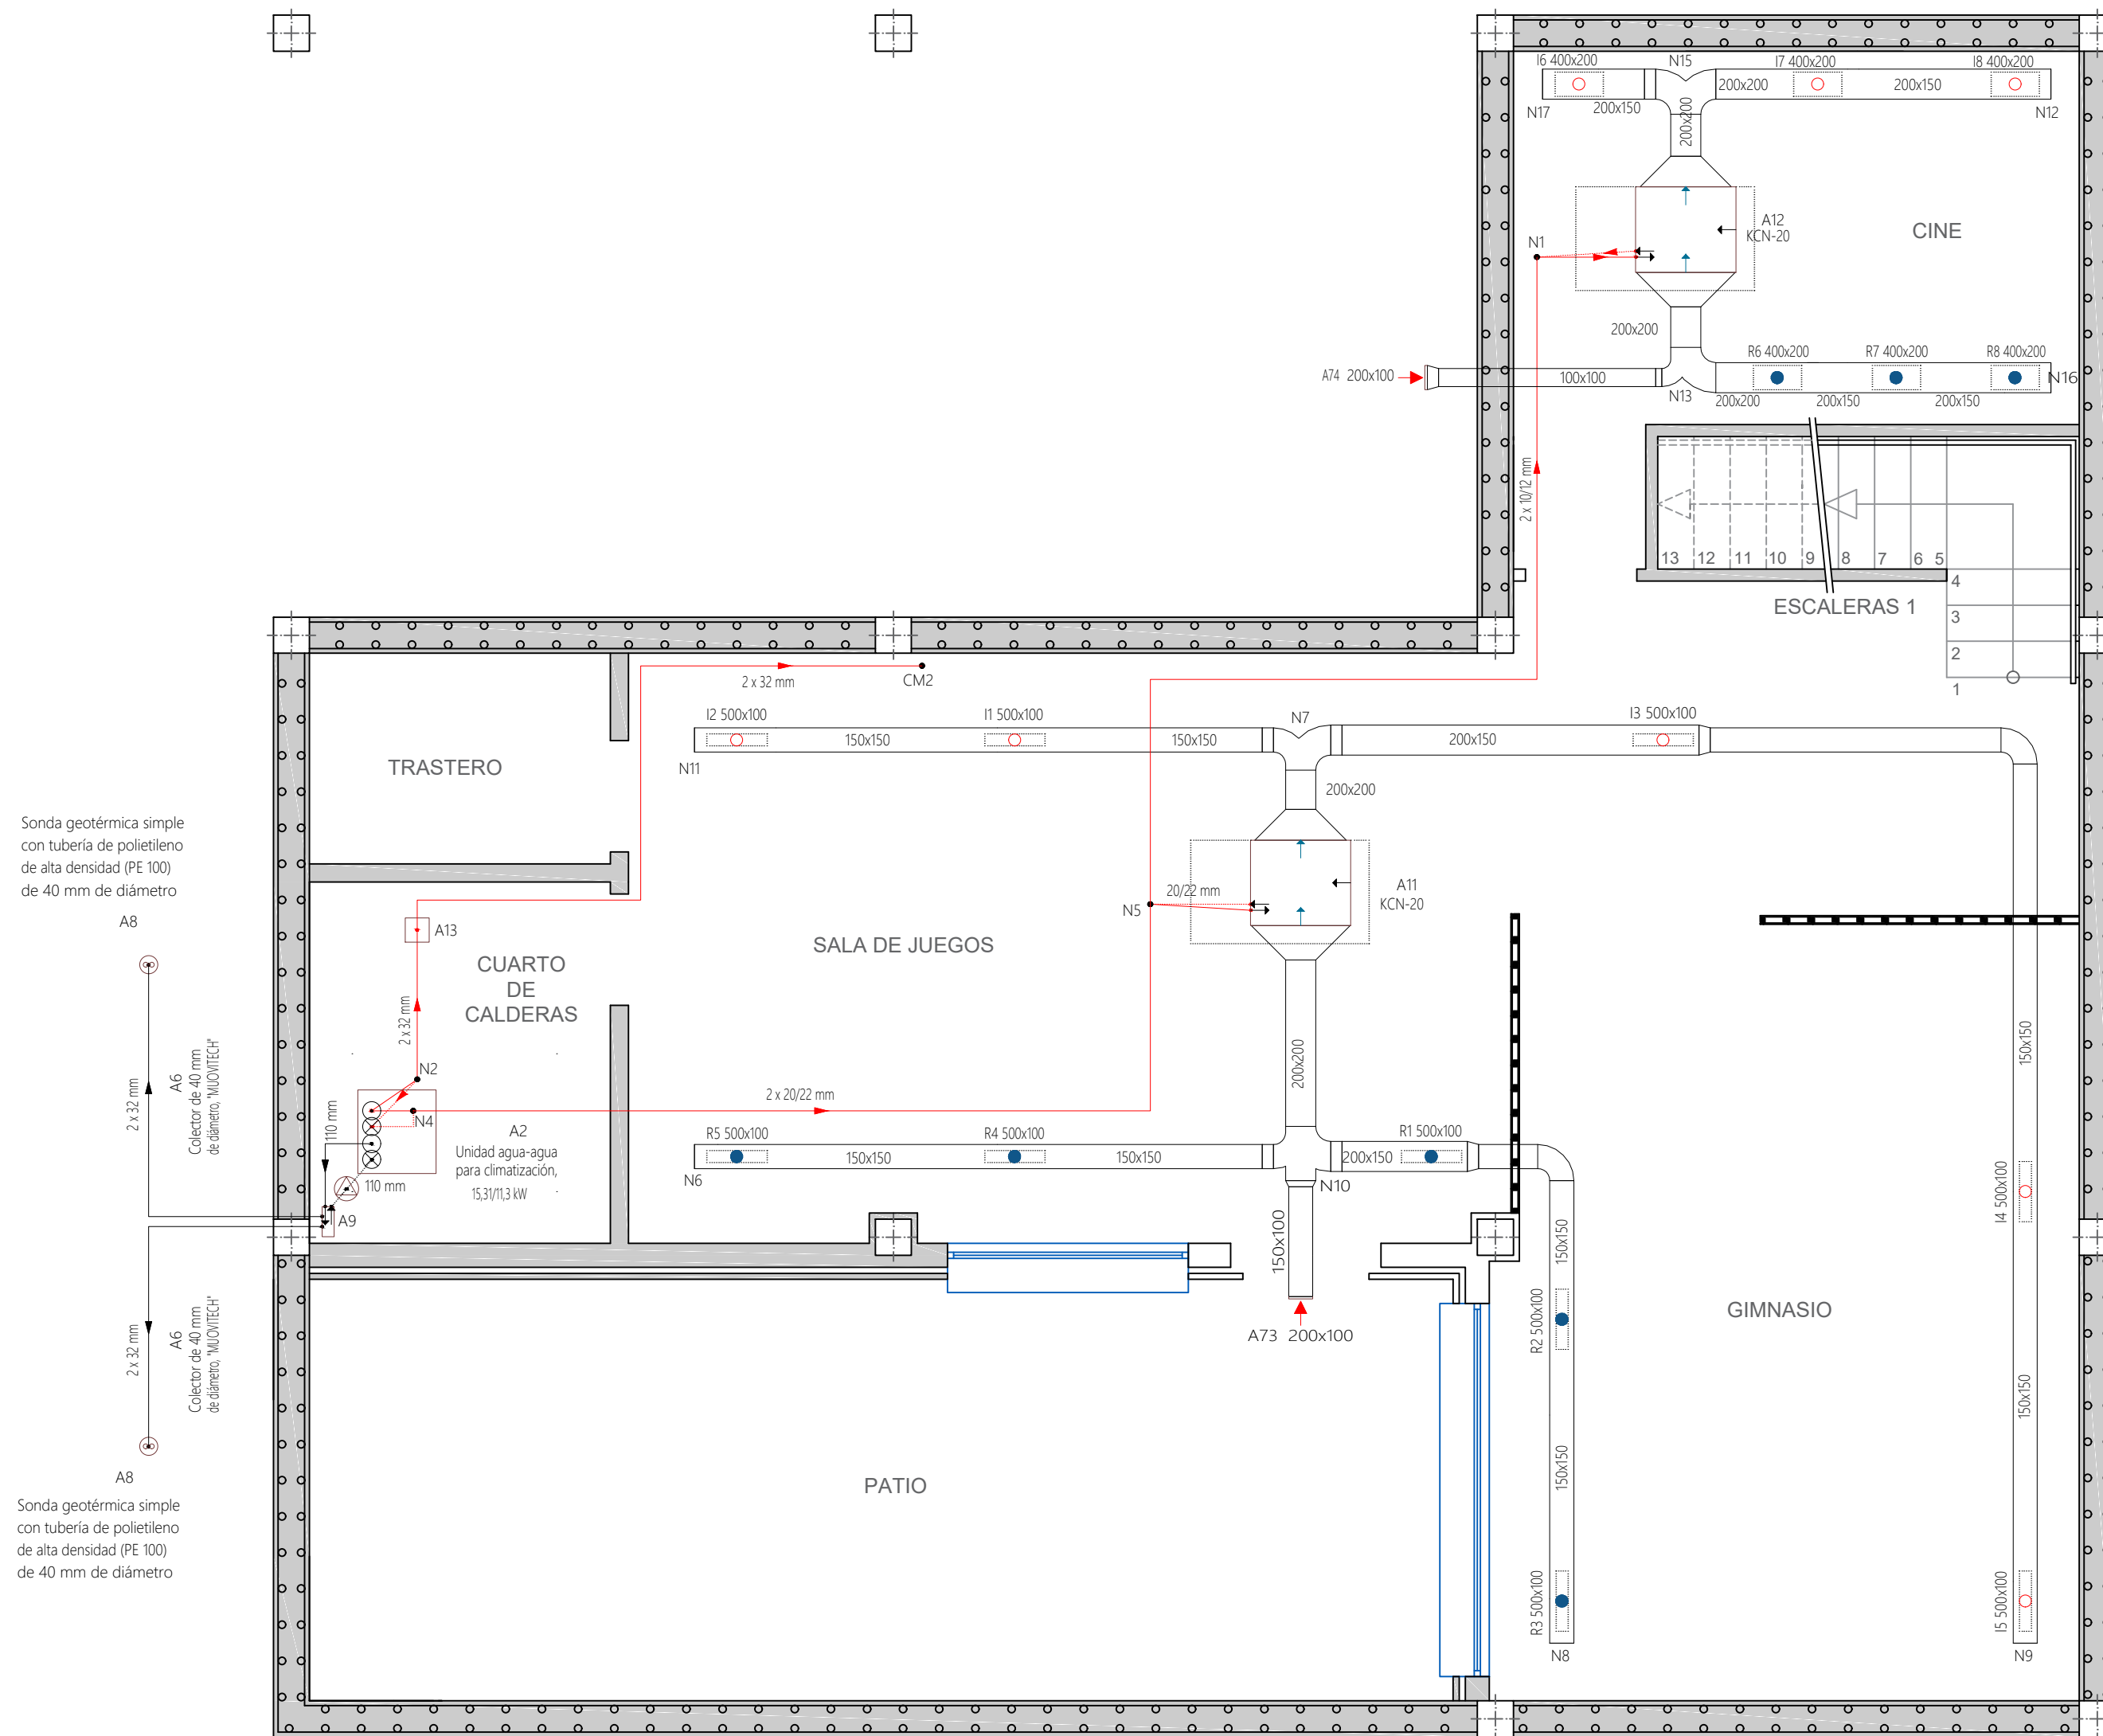 I6 400x200
N15
I7 400x200
I8 400x200
200x200
200x150
N17
200x150
N12
200x200
A12
KCN-20
CINE
N1
200x200
A74 200x100
100x100
R6 400x200
R7 400x200
R8 400x200
N16
N13
200x200
200x150
200x150
2 x 10/12 mm
13
12
11
10
9
8
7
6
5
4
3
2
1
ESCALERAS 1
2 x 32 mm
CM2
I2 500x100
I1 500x100
N7
I3 500x100
150x150
150x150
200x150
N11
200x200
TRASTERO
Sonda geotérmica simple
con tubería de polietileno
de alta densidad (PE 100)
de 40 mm de diámetro
A8
A11
KCN-20
20/22 mm
N5
A13
SALA DE JUEGOS
CUARTO
DE
CALDERAS
2 x 32 mm
200x200
150x150
A6
Colector de 40 mm
de diámetro, "MUOVITECH"
2 x 32 mm
N2
N4
2 x 20/22 mm
110 mm
A2
Unidad agua-agua
para climatización,
15,31/11,3 kW
110 mm
A9
R5 500x100
R4 500x100
R1 500x100
150x150
150x150
200x150
N6
N10
I4 500x100
150x100
150x150
A73 200x100
R2 500x100
GIMNASIO
2 x 32 mm
A6
Colector de 40 mm
de diámetro, "MUOVITECH"
150x150
150x150
A8
Sonda geotérmica simple
con tubería de polietileno
de alta densidad (PE 100)
de 40 mm de diámetro
PATIO
R3 500x100
I5 500x100
N8
N9